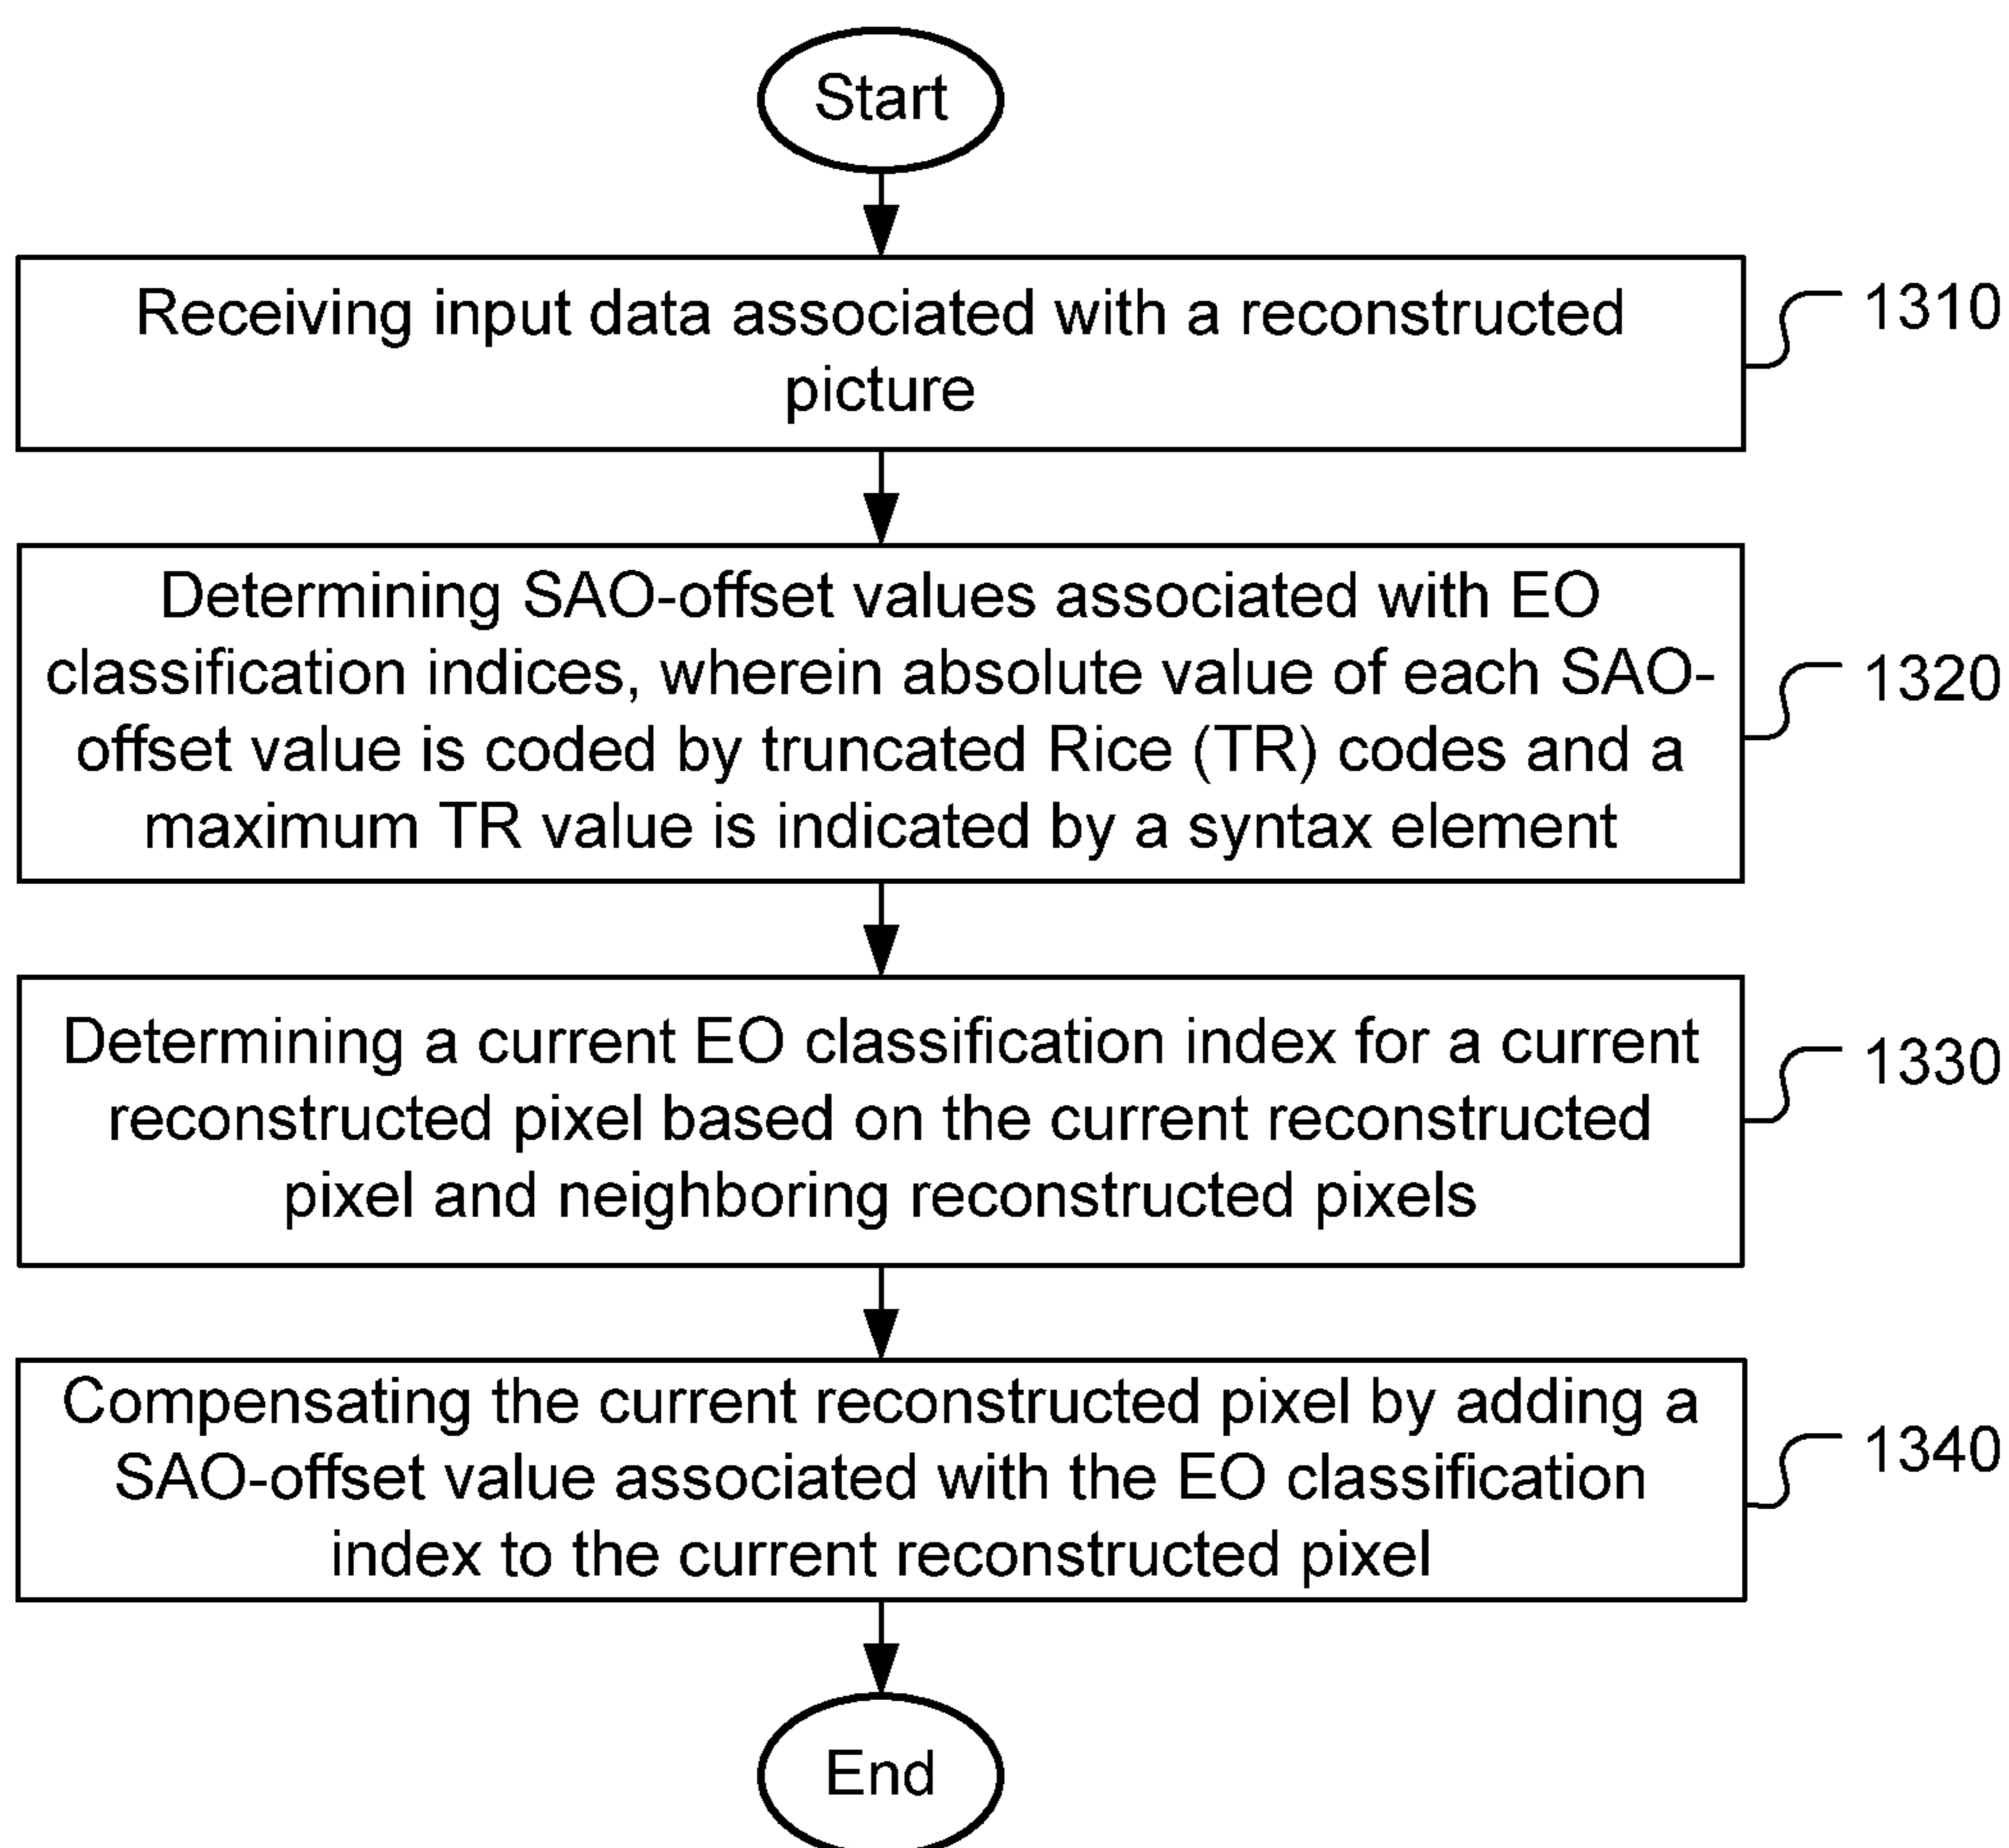 Start
Receiving input data associated with a reconstructed
picture
1310
Determining SAO-offset values associated with EO
classification indices, wherein absolute value of each SAO-
offset value is coded by truncated Rice (TR) codes and a
maximum TR value is indicated by a syntax element
1320
Determining a current EO classification index for a current
reconstructed pixel based on the current reconstructed
pixel and neighboring reconstructed pixels
1330
Compensating the current reconstructed pixel by adding a
SAO-offset value associated with the EO classification
index to the current reconstructed pixel
1340
End